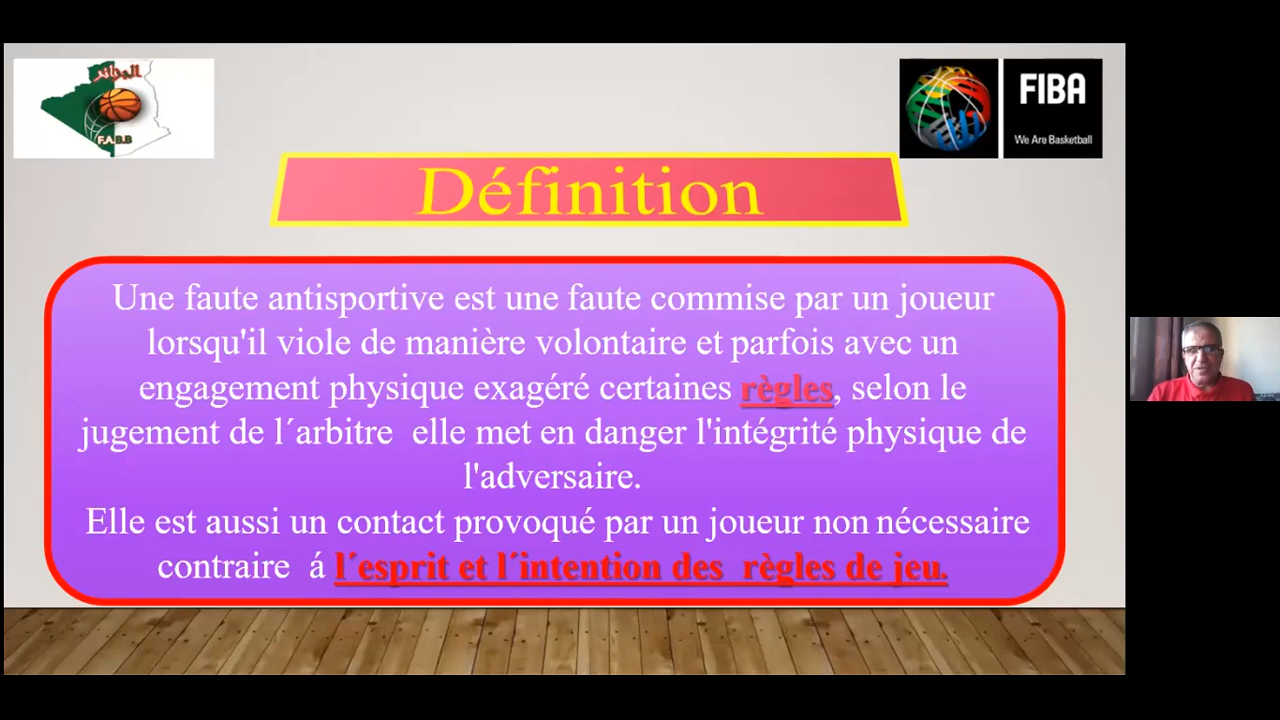 الجزائر
F.A.B.B
FIBA
We Are Basketball
Définition
Une faute antisportive est une faute commise par un joueur
lorsqu'il viole de manière volontaire et parfois avec un
engagement physique exagéré certaines règles, selon le
jugement de l´arbitre elle met en danger l'intégrité physique de
l'adversaire.
Elle est aussi un contact provoqué par un joueur non nécessaire
contraire á l´esprit et l´intention des règles de jeu.